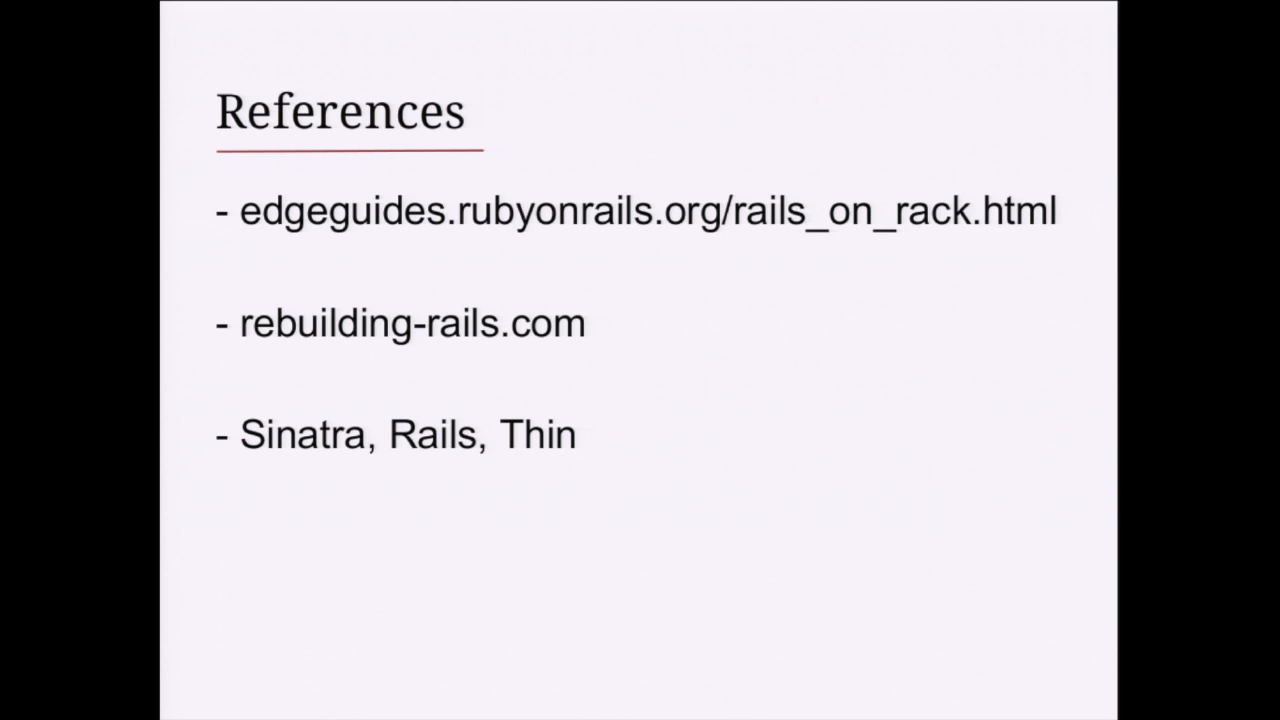 References
- edgeguides.rubyonrails.org/rails_on_rack.html
- rebuilding-rails.com
- Sinatra, Rails, Thin